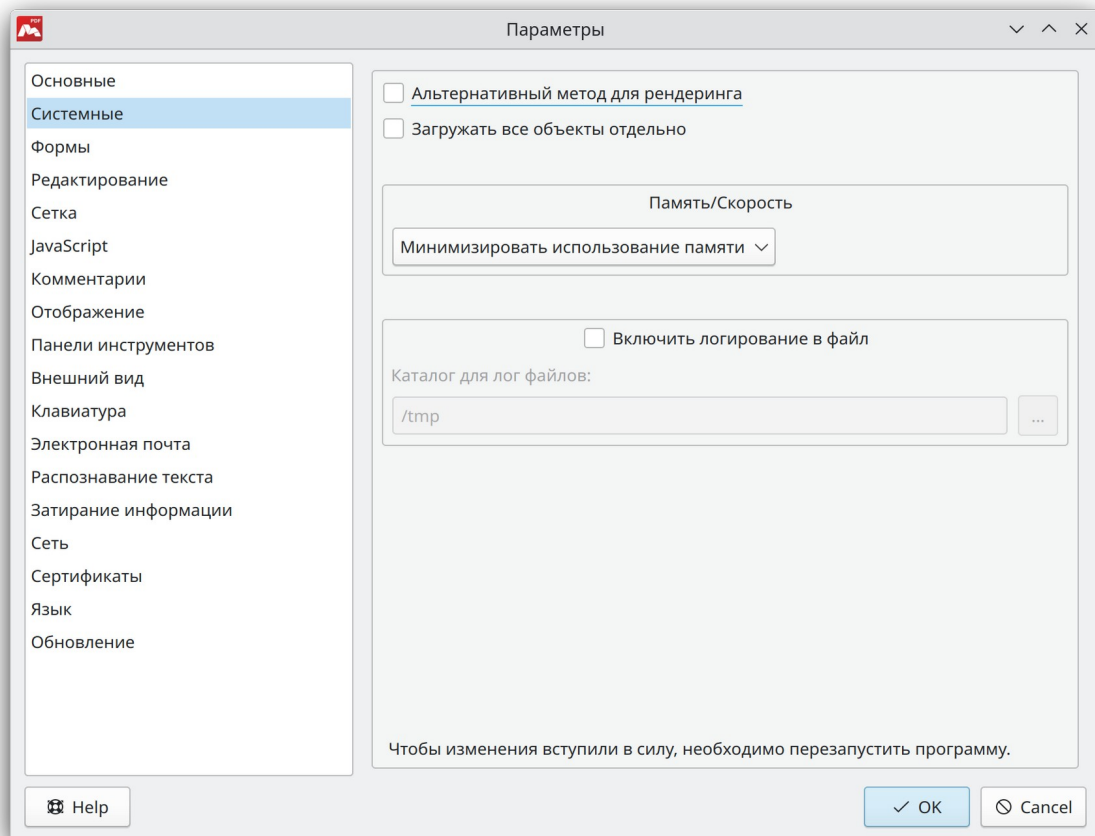 PDF
Параметры
Основные
Системные
Формы
Редактирование
Сетка
JavaScript
Комментарии
Отображение
Панели инструментов
Внешний вид
Клавиатура
Электронная почта
Распознавание текста
Затирание информации
Сеть
Сертификаты
Язык
Обновление
Альтернативный метод для рендеринга
Загружать все объекты отдельно
Память/Скорость
Минимизировать использование памяти
Включить логирование в файл
Каталог для лог файлов:
/tmp
...
Чтобы изменения вступили в силу, необходимо перезапустить программу.
Help
OK
Cancel